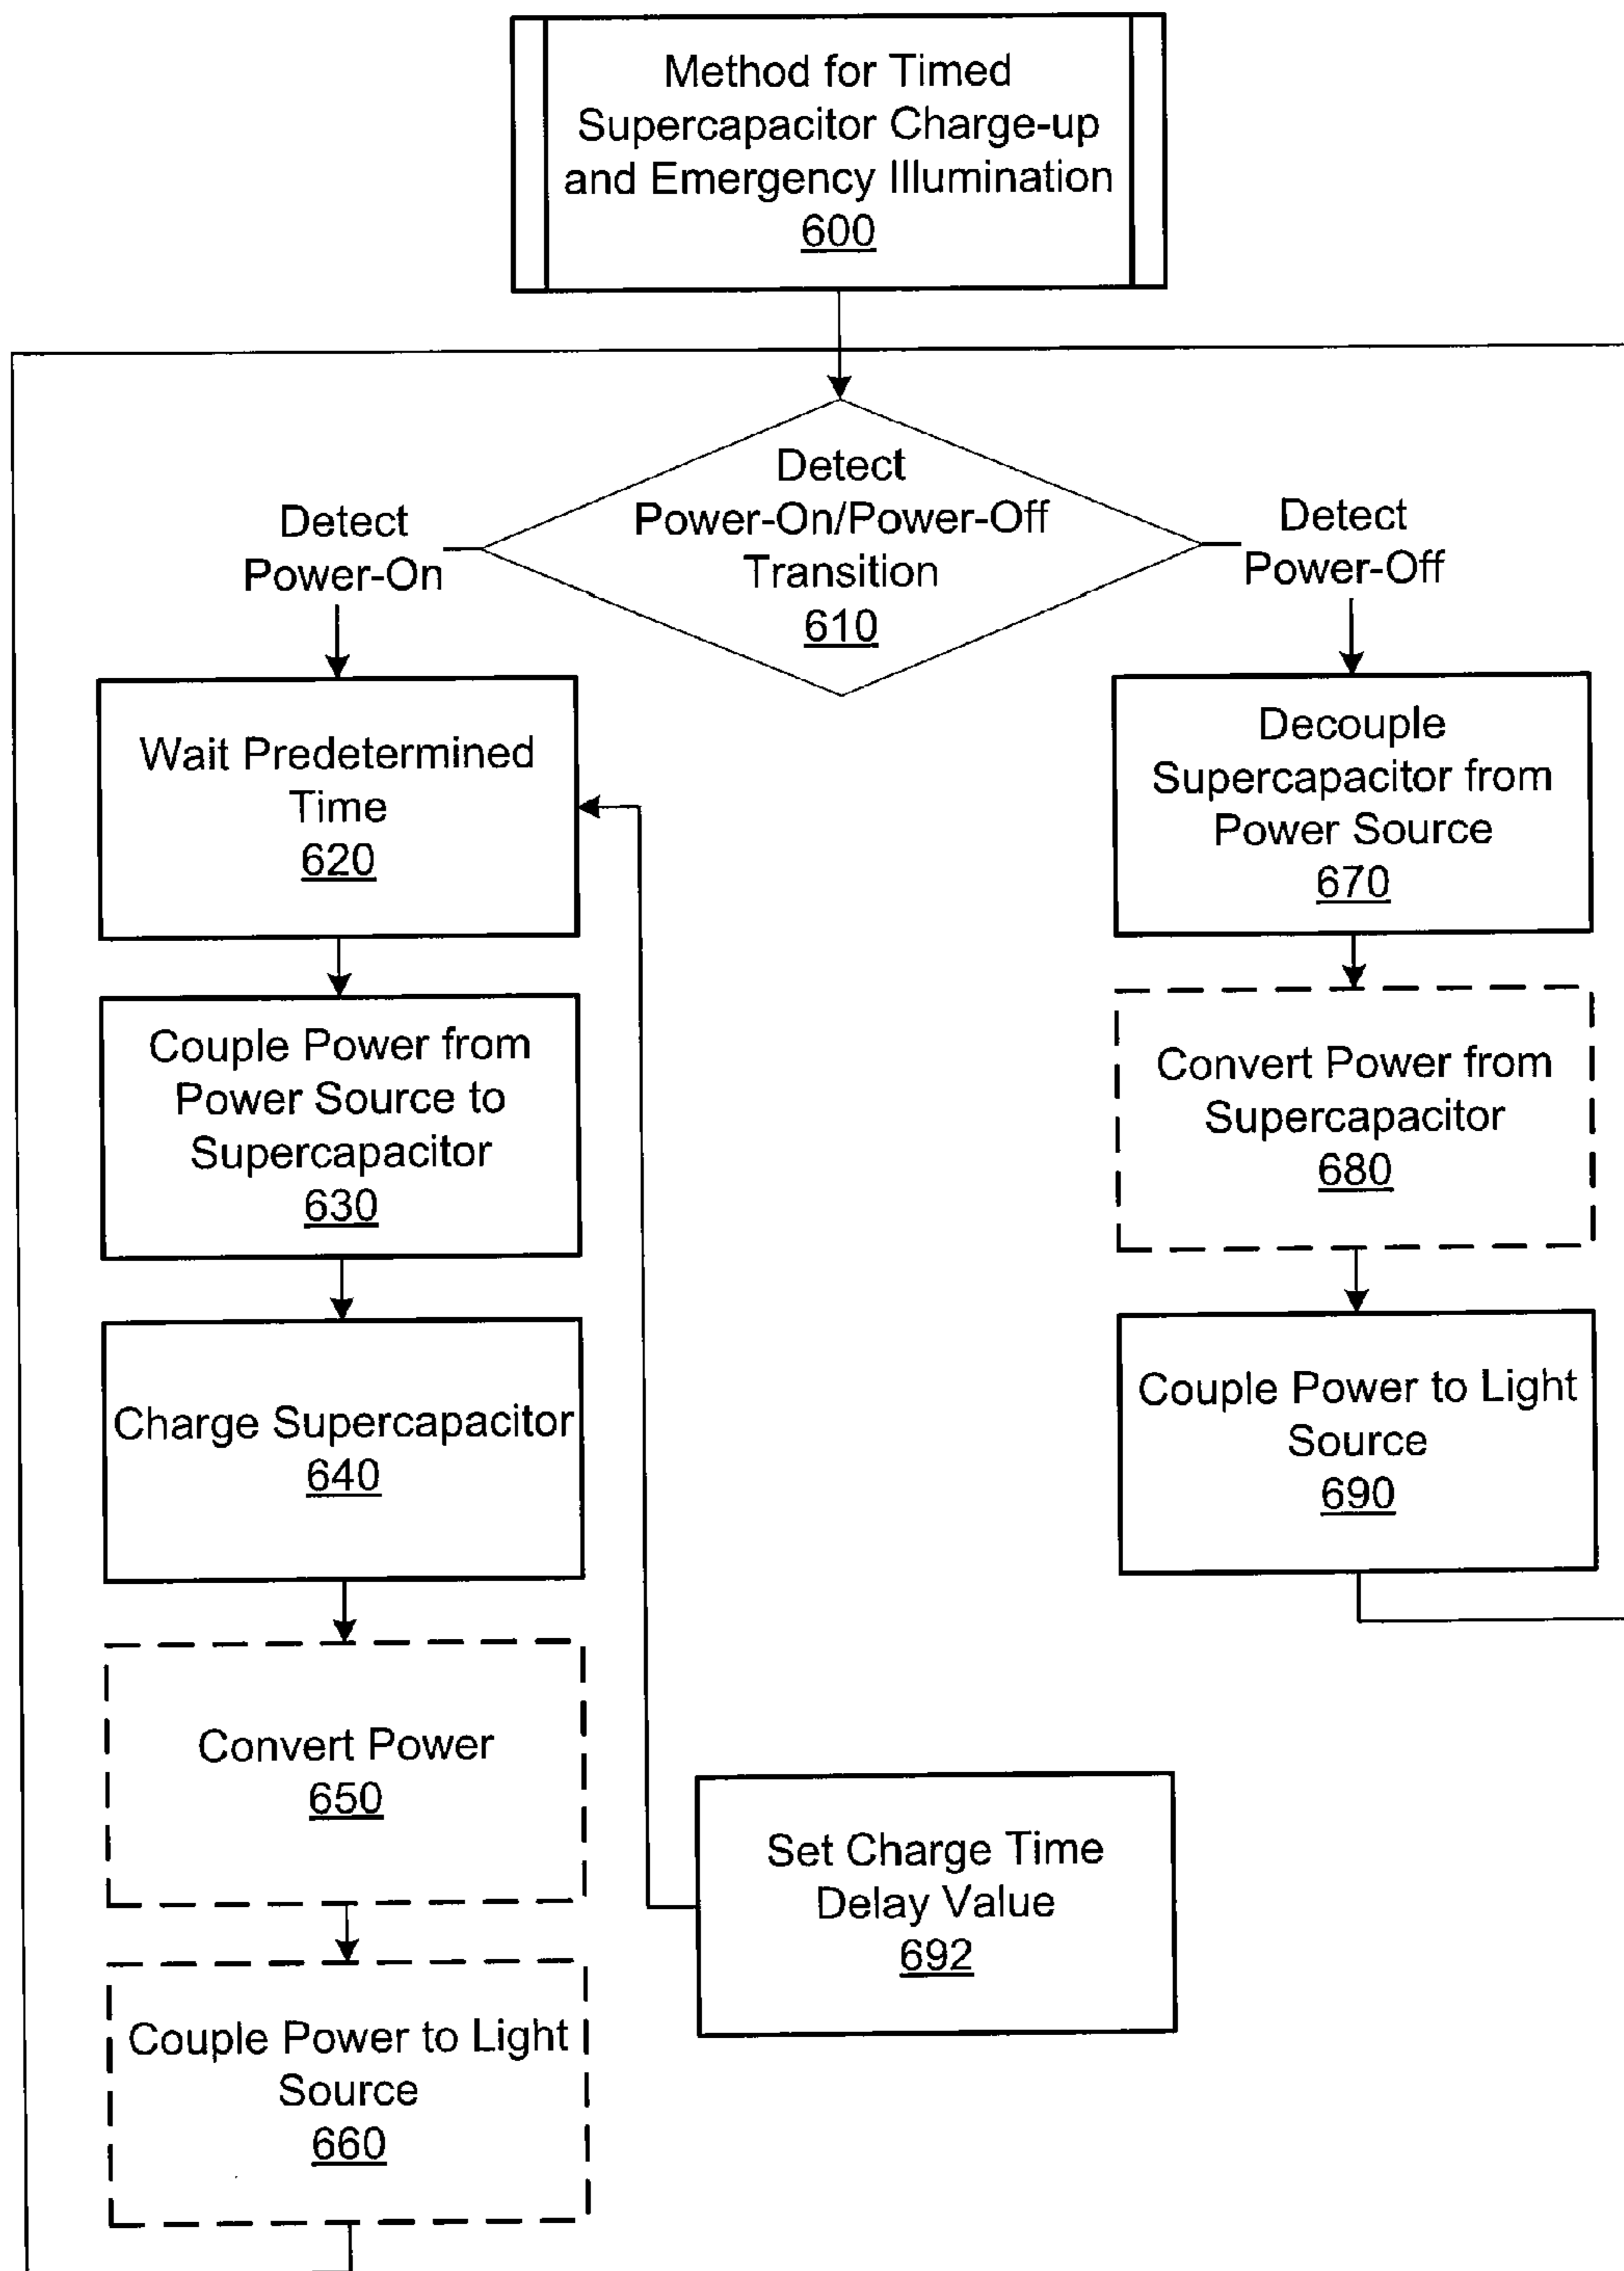 Method for Timed
Supercapacitor Charge-up
and Emergency Illumination
600
Detect
Power-On/Power-Off
Transition
610
Detect
Power-On
Detect
Power-Off
Wait Predetermined
Time
620
Couple Power from
Power Source to
Supercapacitor
630
Charge Supercapacitor
640
Convert Power
650
Couple Power to Light
Source
660
Decouple
Supercapacitor from
Power Source
670
Convert Power from
Supercapacitor
680
Couple Power to Light
Source
690
Set Charge Time
Delay Value
692